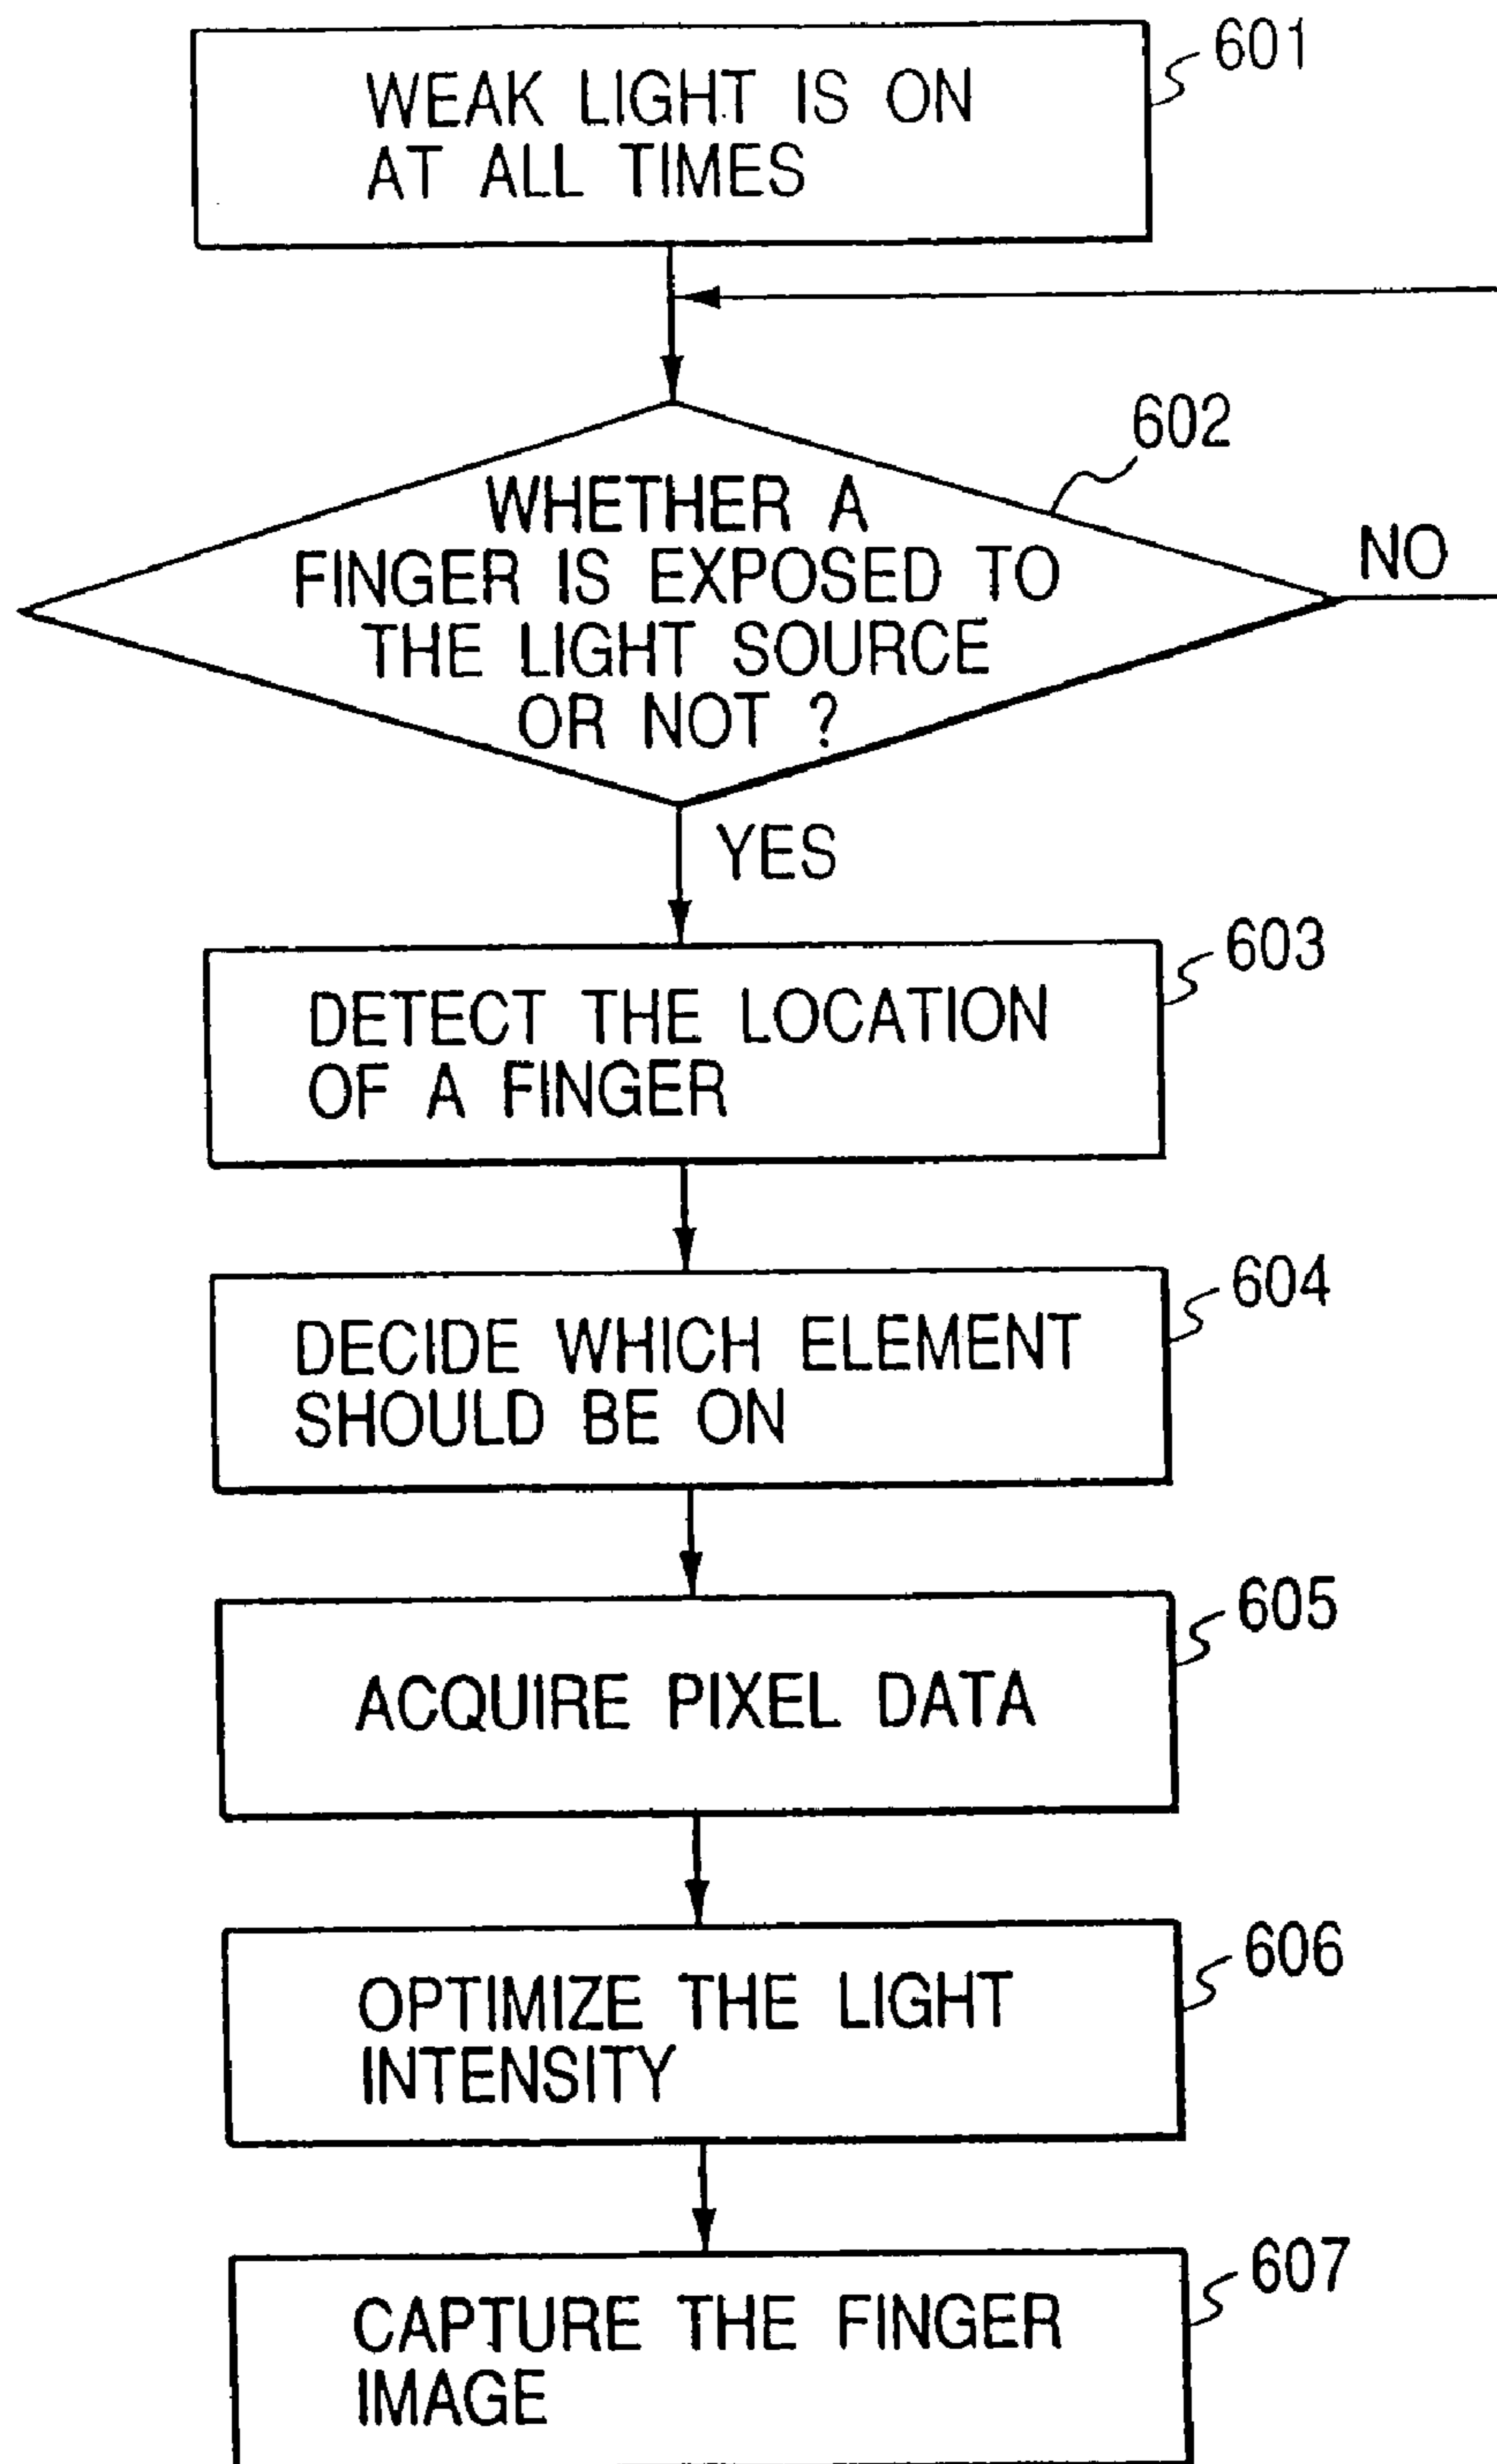 601
WEAK LIGHT IS ON
AT ALL TIMES
602
WHETHER A
FINGER IS EXPOSED TO
THE LIGHT SOURCE
OR NOT ?
NO
YES
603
DETECT THE LOCATION
OF A FINGER
604
DECIDE WHICH ELEMENT
SHOULD BE ON
605
ACQUIRE PIXEL DATA
606
OPTIMIZE THE LIGHT
INTENSITY
607
CAPTURE THE FINGER
IMAGE